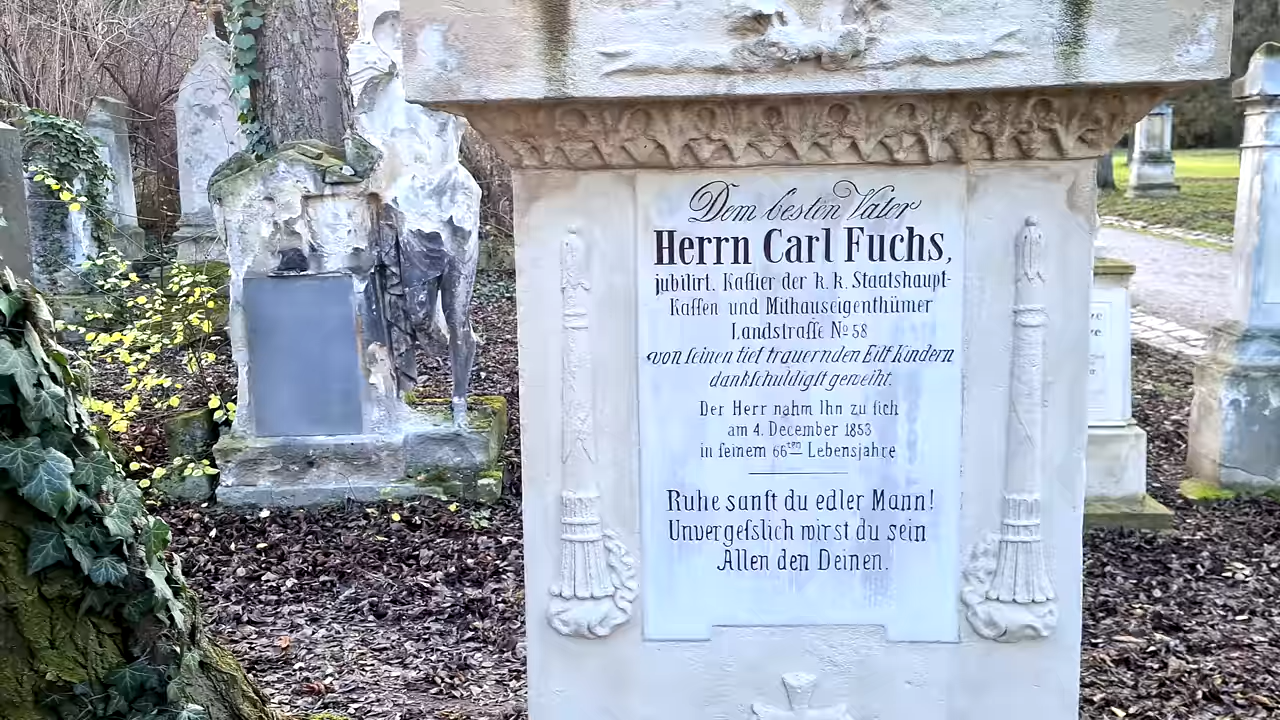 Dem besten Vater
Herrn Carl Fuchs,
jubilirt. Kaſſier der k. k. Staatshaupt-
Kaſſen und Mithauseigenthümer
Landstraſſe No 58
von ſeinen tief trauernden Eilf Kindern
dankſchuldigſt geweiht.
Der Herr nahm Ihn zu ſich
am 4. December 1853
in ſeinem 66ten Lebensjahre
Ruhe sanft du edler Mann!
Unvergeſslich wirst du sein
Allen den Deinen.